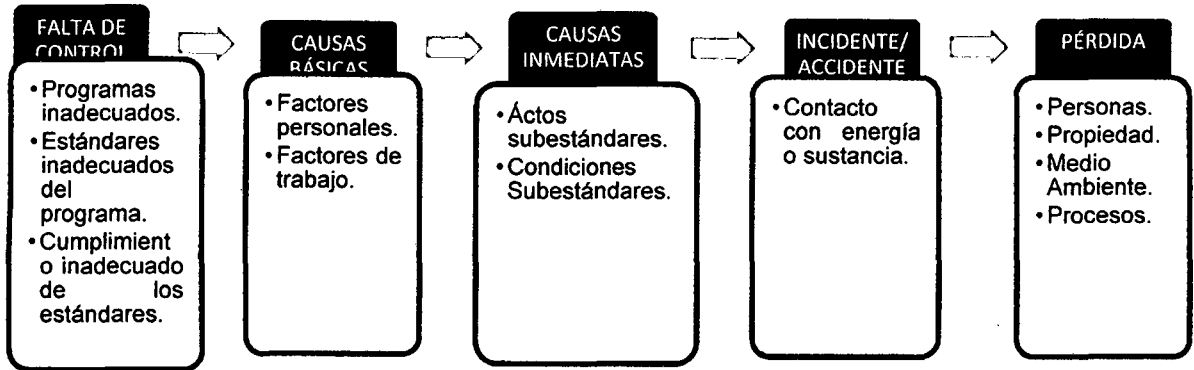 FALTA DE
CONTROL
• Programas
inadecuados.
• Estándares
inadecuados
del
programa.
• Cumplimient
o inadecuado
de los
estándares.
CAUSAS
BÁSICAS
• Factores
personales.
• Factores de
trabajo.
CAUSAS
INMEDIATAS
• Áctos
subestándares.
• Condiciones
Subestándares.
INCIDENTE/
ACCIDENTE
• Contacto
con energía
o sustancia.
PÉRDIDA
• Personas.
• Propiedad.
• Medio
Ambiente.
• Procesos.